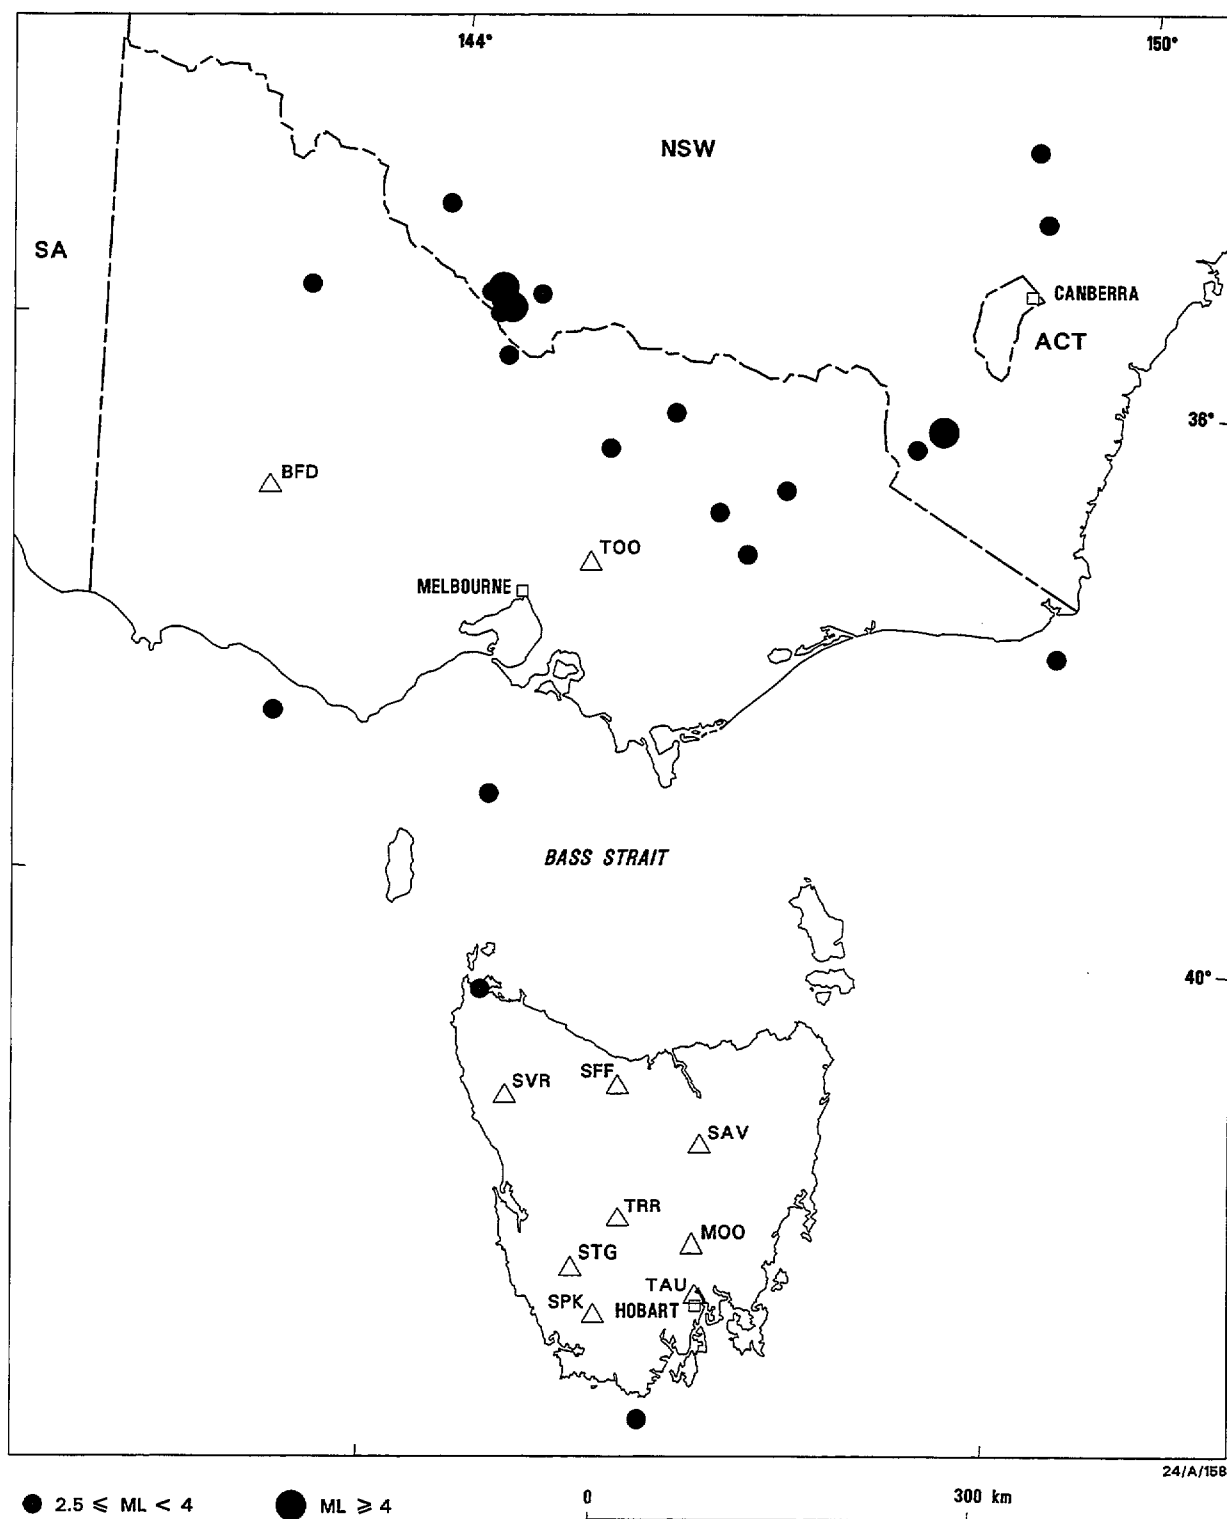 144°
150°
NSW
SA
CANBERRA
ACT
36°
BFD
TOO
MELBOURNE
BASS STRAIT
40°
SVR
SFF
SAV
TRR
MOO
STG
TAU
SPK
HOBART
24/A/158
2.5 ⩽ ML < 4
ML ⩾ 4
0
300 km